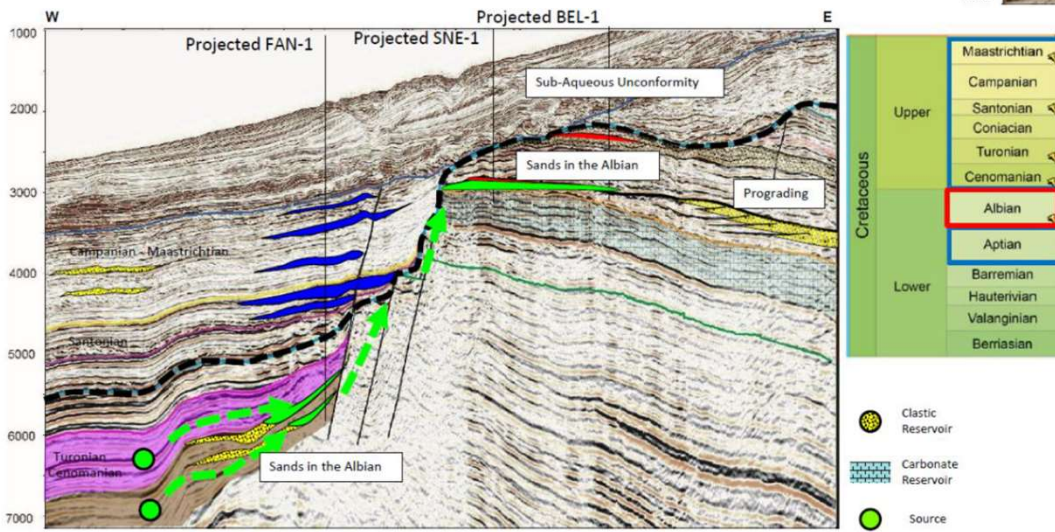 W
Projected BEL-1
E
Projected FAN-1
Projected SNE-1
Sub-Aqueous Unconformity
Sands in the Albian
Prograding
Campanian - Maastrichtian
Santonian
Turonian
Cenomanian
Sands in the Albian
1000
2000
3000
4000
5000
6000
7000
Cretaceous
Upper
Lower
Maastrichtian
Campanian
Santonian
Coniacian
Turonian
Cenomanian
Albian
Aptian
Barremian
Hauterivian
Valanginian
Berriasian
Clastic
Reservoir
Carbonate
Reservoir
Source